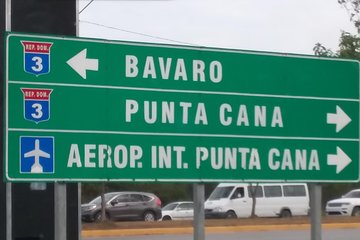 REP. DOM.
3
BAVARO
REP. DOM.
3
PUNTA CANA
AEROP. INT. PUNTA CANA